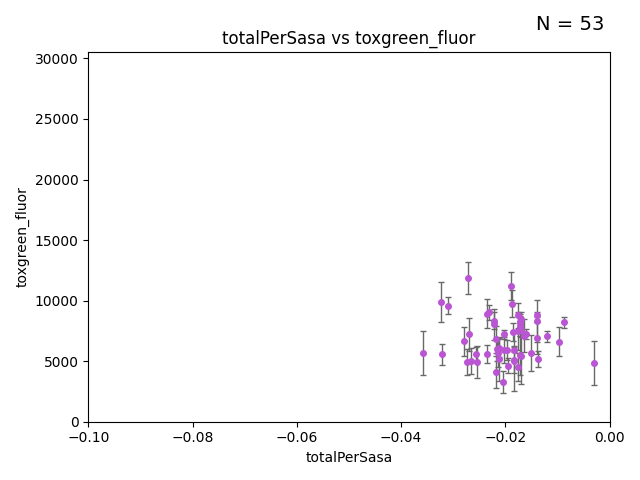 N = 53
totalPerSasa vs toxgreen_fluor
30000
25000
20000
15000
10000
5000
0
toxgreen_fluor
−0.10 −0.08 −0.06 −0.04 −0.02 0.00
totalPerSasa